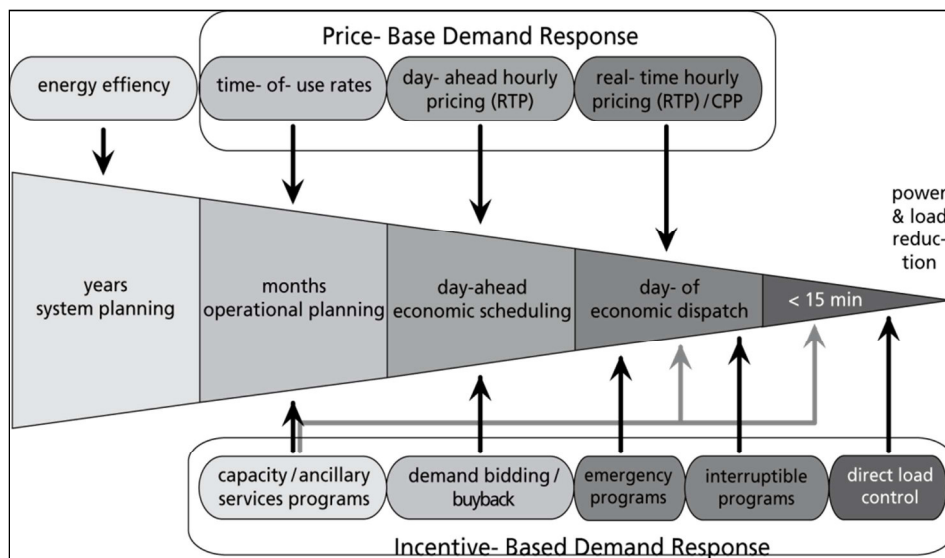 Price- Base Demand Response
energy effiency
time- of- use rates
day- ahead hourly
pricing (RTP)
real- time hourly
pricing (RTP) / CPP
power
& load
reduc-
tion
years
system planning
months
operational planning
day-ahead
economic scheduling
day- of
economic dispatch
< 15 min
capacity / ancillary
services programs
demand bidding /
buyback
emergency
programs
interruptible
programs
direct load
control
Incentive- Based Demand Response